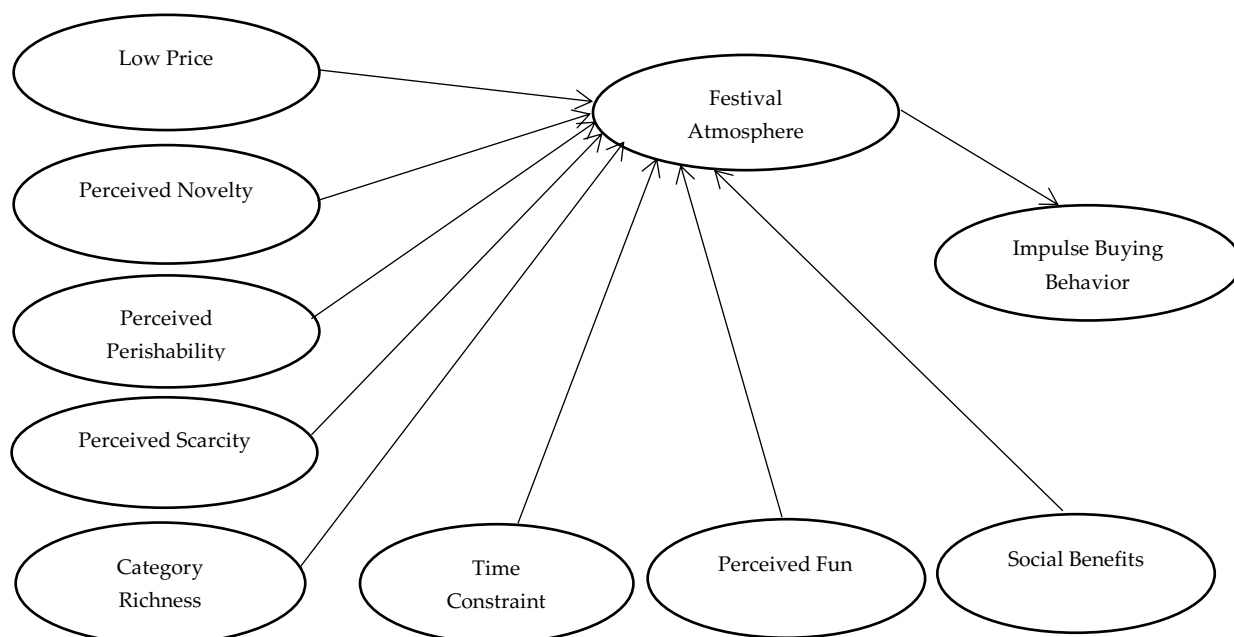 Low Price
Festival
Atmosphere
Perceived Novelty
Impulse Buying
Behavior
Perceived
Perishability
Perceived Scarcity
Category
Richness
Time
Constraint
Perceived Fun
Social Benefits